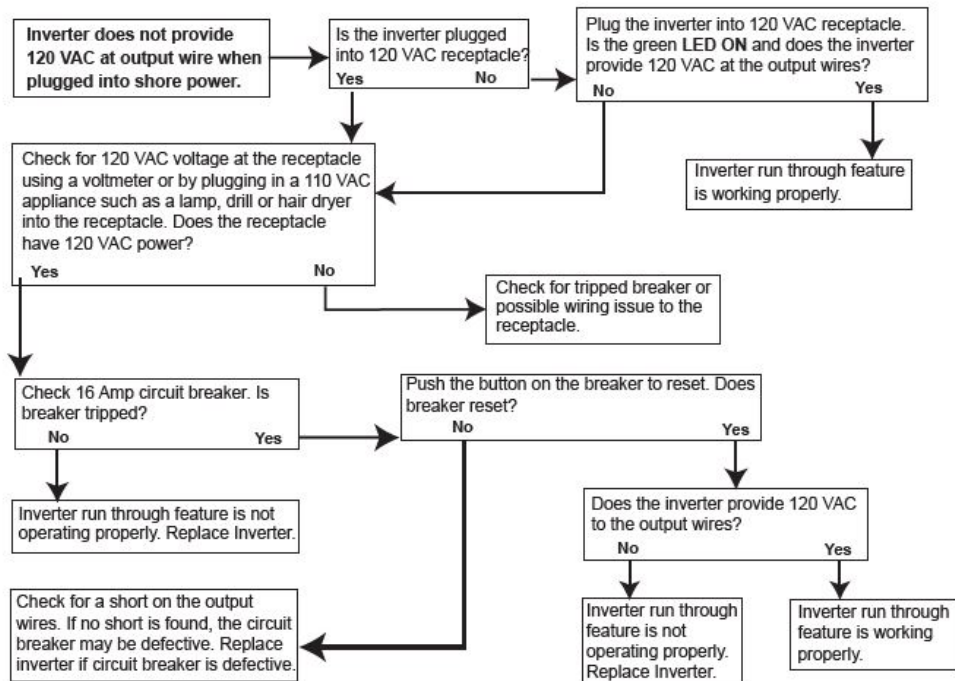 Inverter does not provide
120 VAC at output wire when
plugged into shore power.
Is the inverter plugged
into 120 VAC receptacle?
Yes No
Plug the inverter into 120 VAC receptacle.
Is the green LED ON and does the inverter
provide 120 VAC at the output wires?
No Yes
Inverter run through feature
is working properly.
Check for 120 VAC voltage at the receptacle
using a voltmeter or by plugging in a 110 VAC
appliance such as a lamp, drill or hair dryer
into the receptacle. Does the receptacle
have 120 VAC power?
Yes No
Check for tripped breaker or
possible wiring issue to the
receptacle.
Check 16 Amp circuit breaker. Is
breaker tripped?
No Yes
Push the button on the breaker to reset. Does
breaker reset?
No Yes
Inverter run through feature is not
operating properly. Replace Inverter.
Does the inverter provide 120 VAC
to the output wires?
No Yes
Check for a short on the output
wires. If no short is found, the circuit
breaker may be defective. Replace
inverter if circuit breaker is defective.
Inverter run through
feature is not
operating properly.
Replace Inverter.
Inverter run through
feature is working
properly.